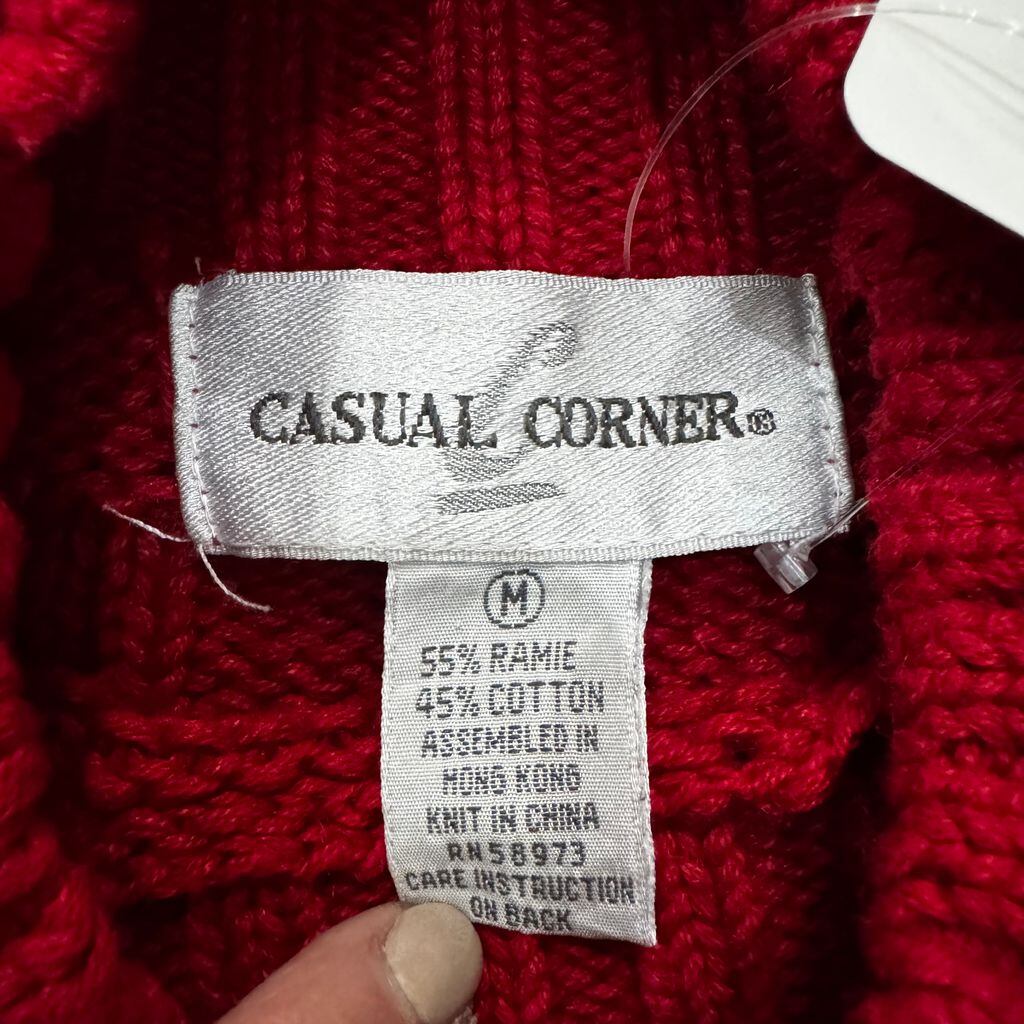 CASUAL CORNER®
M
55% RAMIE
45% COTTON
ASSEMBLED IN
HONG KONG
KNIT IN CHINA
RN58973
CARE INSTRUCTION
ON BACK